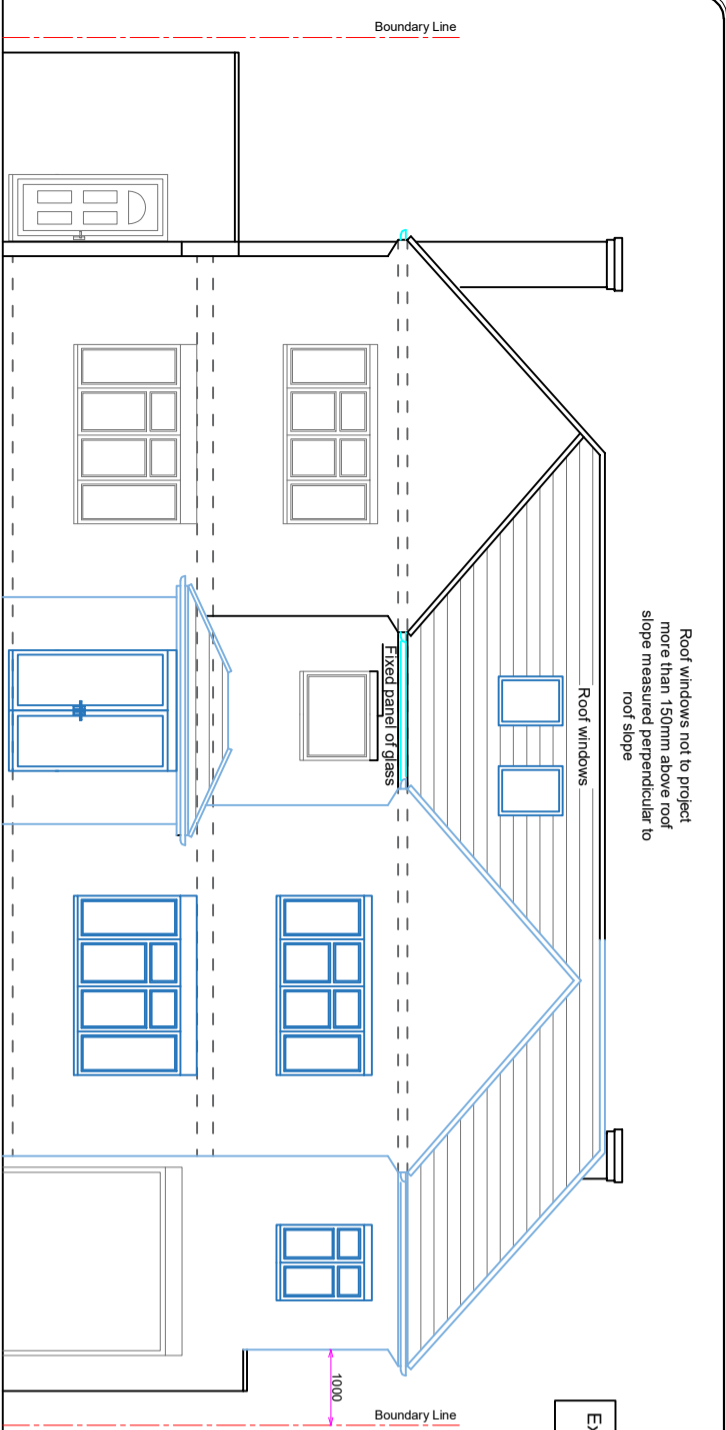 Boundary Line
Roof windows not to project
more than 150mm above roof
slope measured perpendicular to
roof slope
Roof windows
Fixed panel of glass
1000
Boundary Line